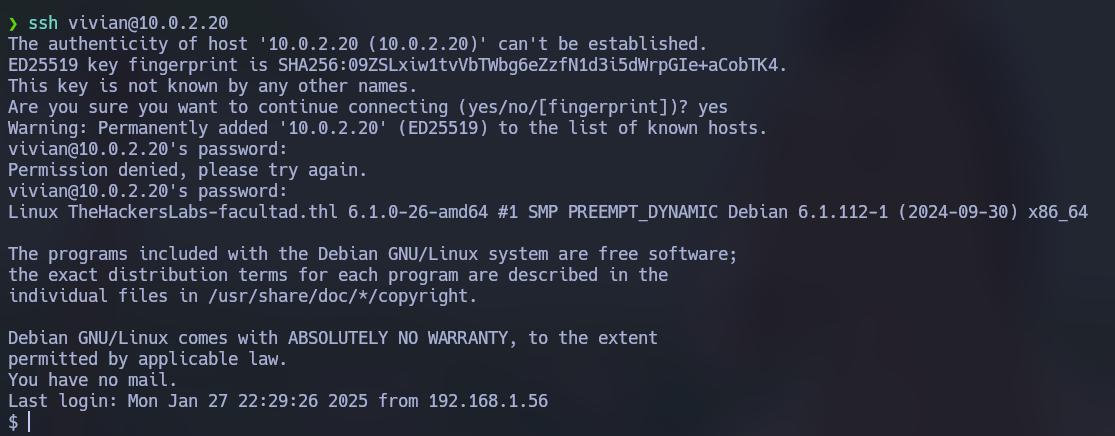 ❯ ssh vivian@10.0.2.20
The authenticity of host '10.0.2.20 (10.0.2.20)' can't be established.
ED25519 key fingerprint is SHA256:09ZSLxiw1tvVbTWbg6eZzfN1d3i5dWrpGIe+aCobTK4.
This key is not known by any other names.
Are you sure you want to continue connecting (yes/no/[fingerprint])? yes
Warning: Permanently added '10.0.2.20' (ED25519) to the list of known hosts.
vivian@10.0.2.20's password:
Permission denied, please try again.
vivian@10.0.2.20's password:
Linux TheHackersLabs-facultad.thl 6.1.0-26-amd64 #1 SMP PREEMPT_DYNAMIC Debian 6.1.112-1 (2024-09-30) x86_64
The programs included with the Debian GNU/Linux system are free software;
the exact distribution terms for each program are described in the
individual files in /usr/share/doc/*/copyright.
Debian GNU/Linux comes with ABSOLUTELY NO WARRANTY, to the extent
permitted by applicable law.
You have no mail.
Last login: Mon Jan 27 22:29:26 2025 from 192.168.1.56
$